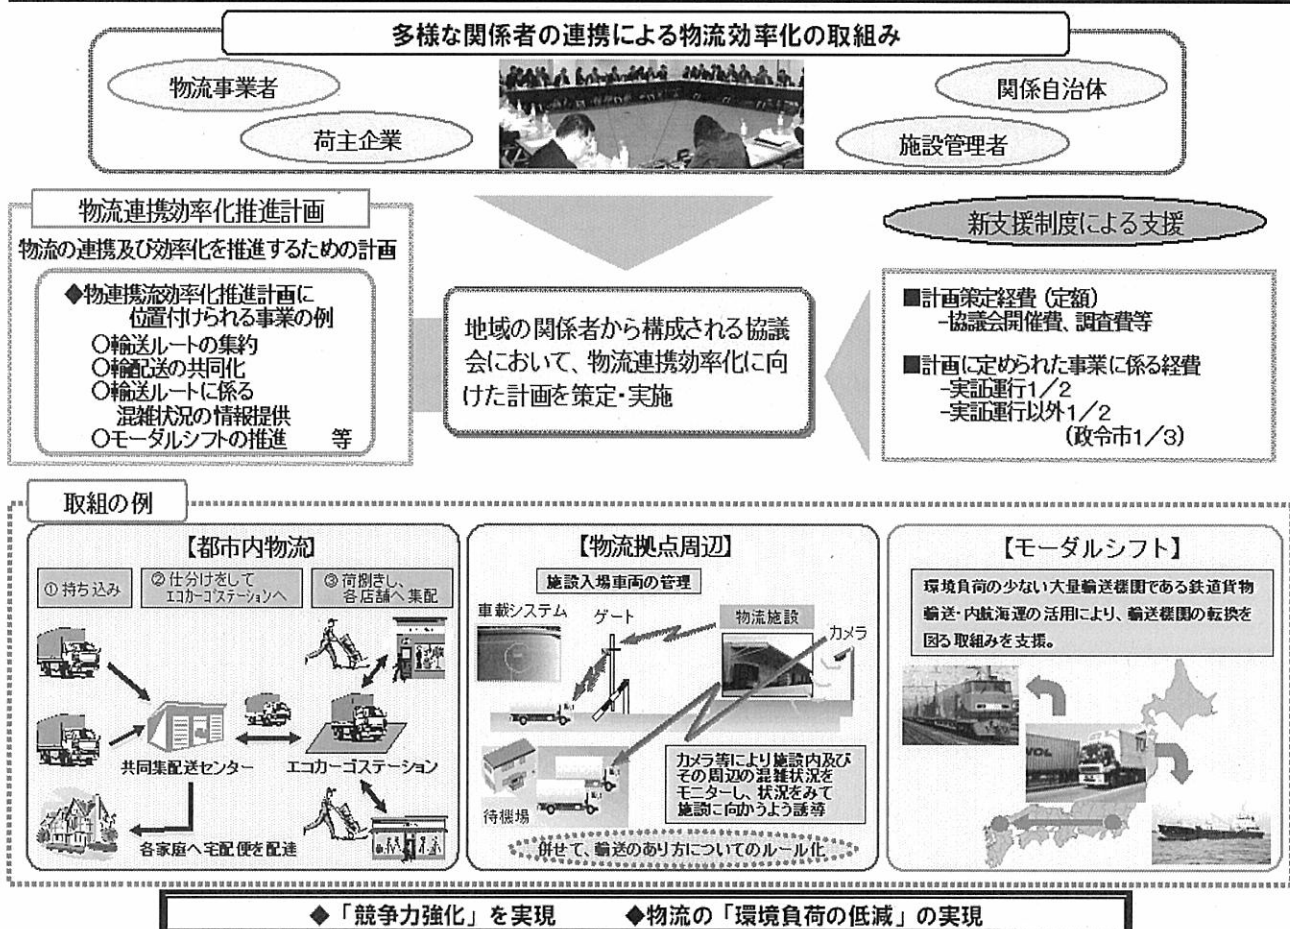 多様な関係者の連携による物流効率化の取組み
物流事業者
関係自治体
荷主企業
施設管理者
物流連携効率化推進計画
物流の連携及び効率化を推進するための計画
◆物連携流効率化推進計画に
位置付けられる事業の例
○輸送ルートの集約
○輸配送の共同化
○輸送ルートに係る
混雑状況の情報提供
○モーダルシフトの推進 等
地域の関係者から構成される協議
会において、物流連携効率化に向
けた計画を策定・実施
新支援制度による支援
■計画策定経費（定額）
－協議会開催費、調査費等
■計画に定められた事業に係る経費
－実証運行1／2
－実証運行以外1／2
（政令市1／3）
取組の例
【都市内物流】
①持ち込み
②仕分けをして
エコカーゴステーションへ
③荷捌きし、
各店舗へ集配
共同集配送センター
エコカーゴステーション
各家庭へ宅配便を配達
【物流拠点周辺】
施設入場車両の管理
車載システム
ゲート
物流施設
カメラ
待機場
カメラ等により施設内及び
その周辺の混雑状況を
モニターし、状況をみて
施設に向かうよう誘導
併せて、輸送のあり方についてのルール化
【モーダルシフト】
環境負荷の少ない大量輸送機関である鉄道貨物
輸送・内航海運の活用により、輸送機関の転換を
図る取組みを支援。
◆「競争力強化」を実現 ◆物流の「環境負荷の低減」の実現